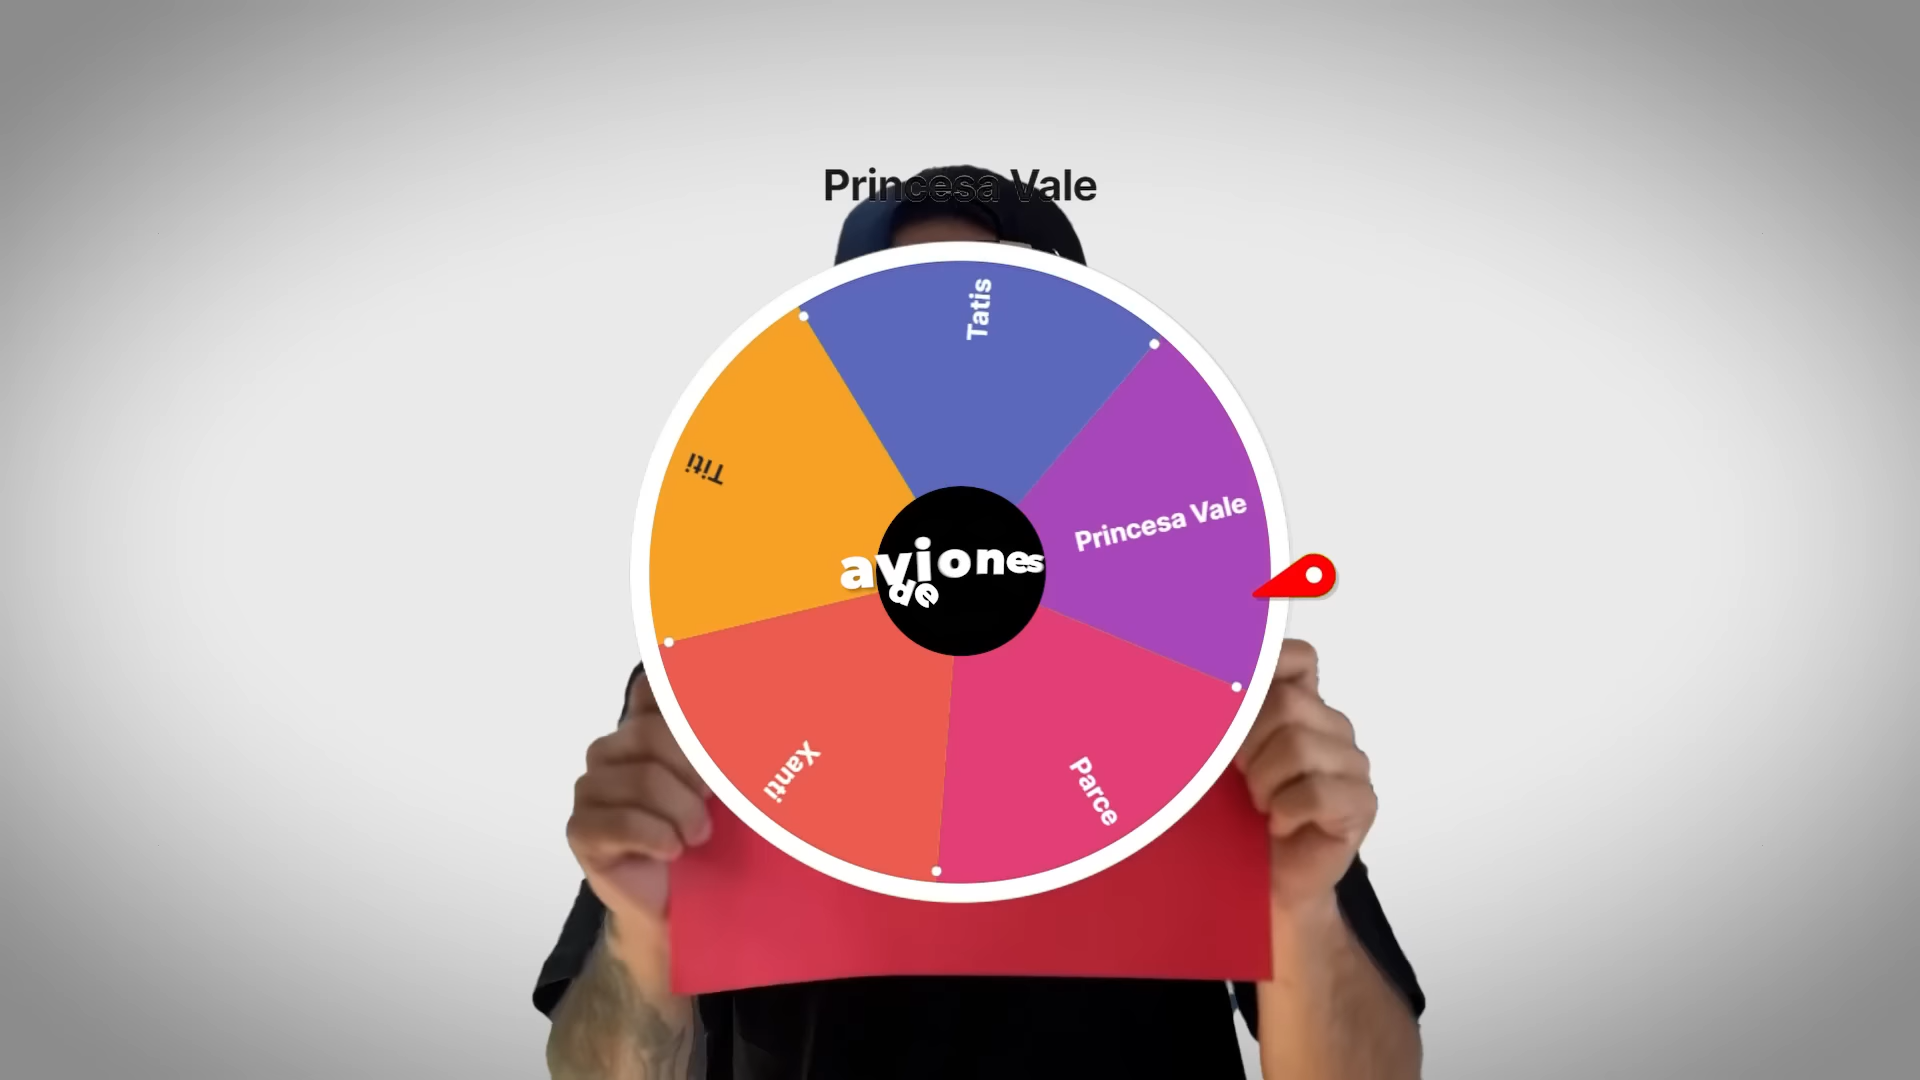 Princesa Vale
Tatis
Titi
Princesa Vale
aviones
de
Xanti
Parce